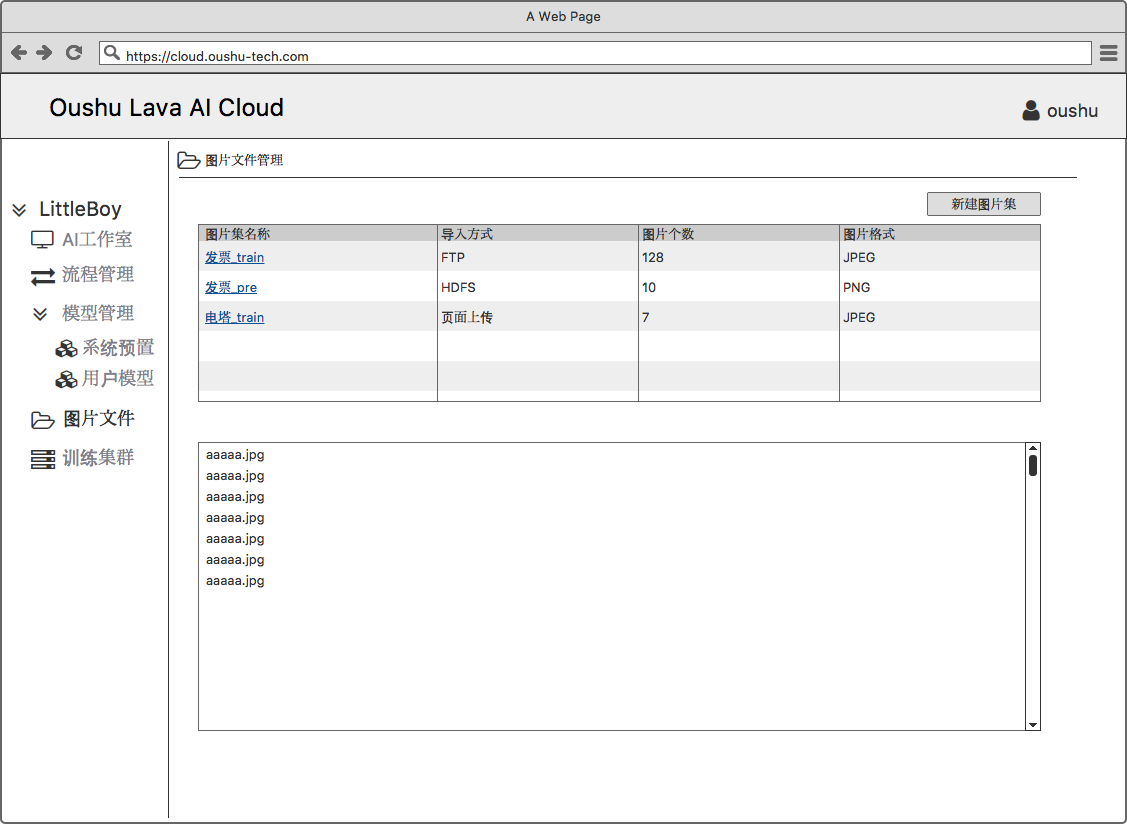 A Web Page
https://cloud.oushu-tech.com
Oushu Lava AI Cloud
oushu
LittleBoy
AI工作室
流程管理
模型管理
系统预置
用户模型
图片文件
训练集群
图片文件管理
新建图片集
图片集名称 导入方式 图片个数 图片格式
发票_train FTP 128 JPEG
发票_pre HDFS 10 PNG
电塔_train 页面上传 7 JPEG
aaaaa.jpg
aaaaa.jpg
aaaaa.jpg
aaaaa.jpg
aaaaa.jpg
aaaaa.jpg
aaaaa.jpg